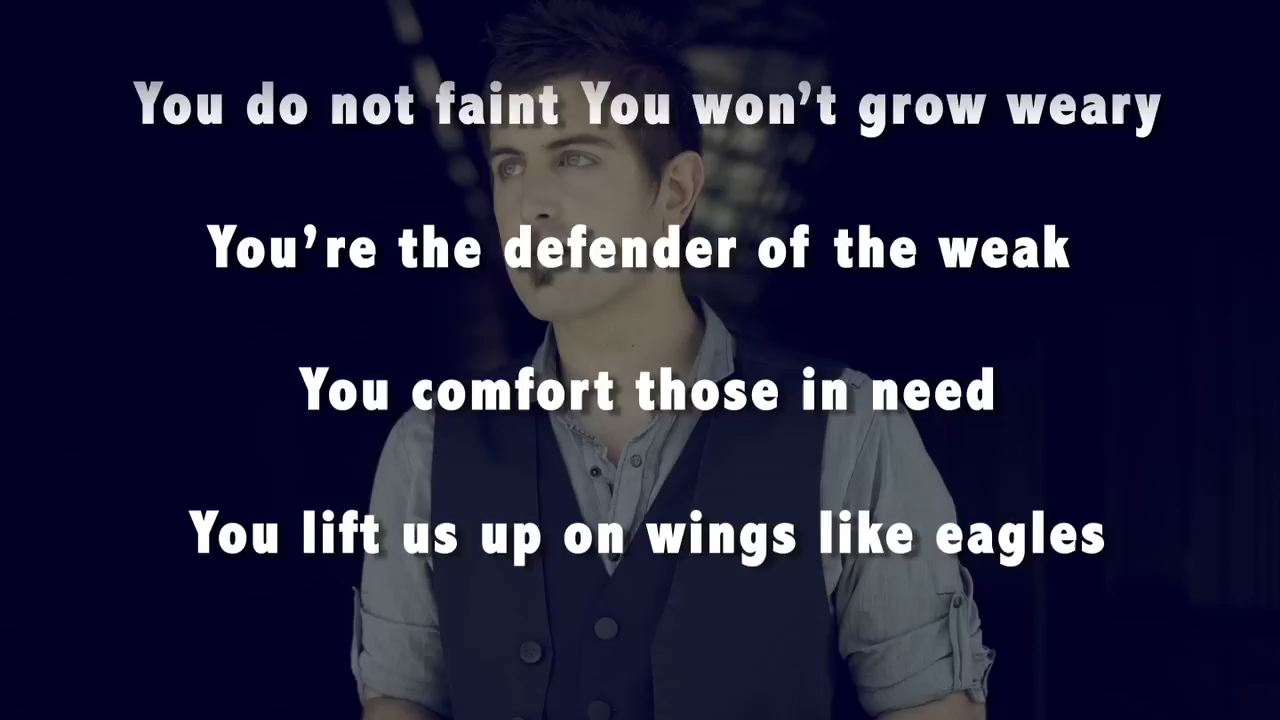 You do not faint You won’t grow weary
You’re the defender of the weak
You comfort those in need
You lift us up on wings like eagles